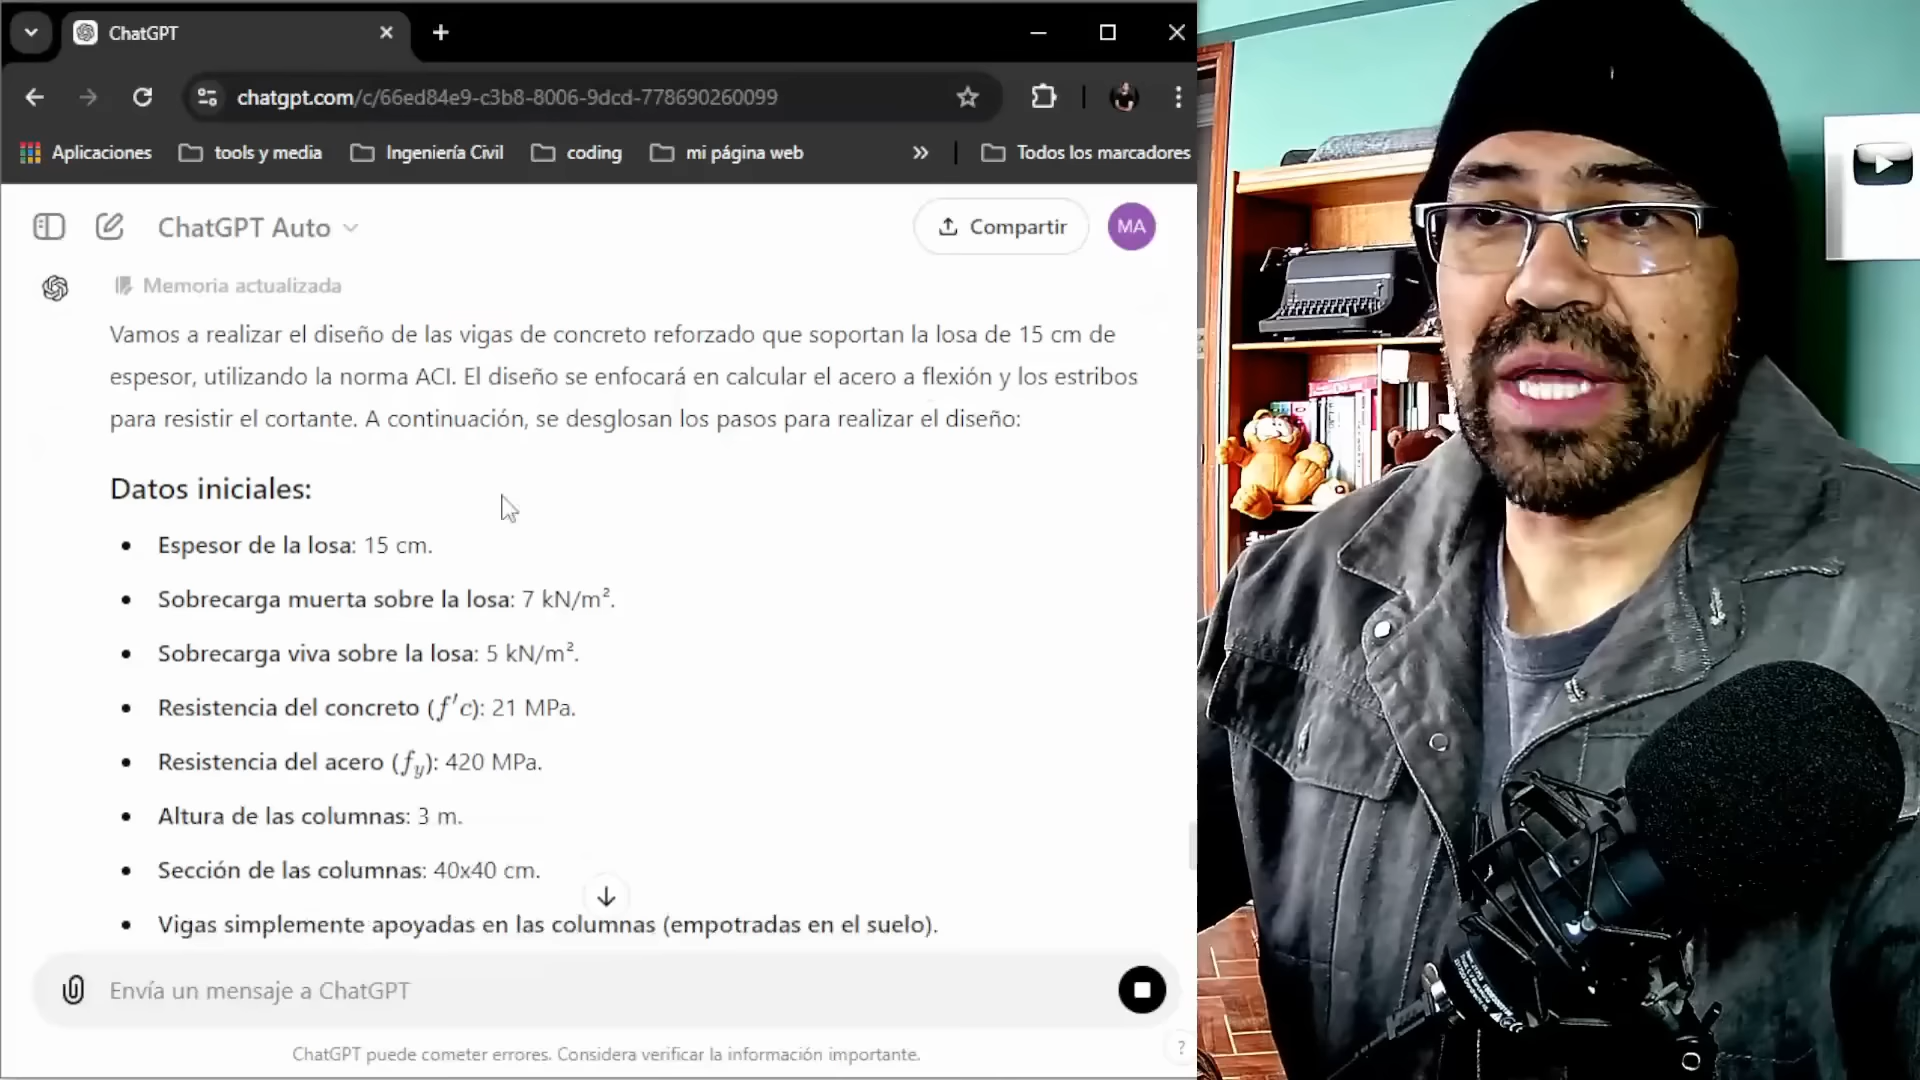 ChatGPT
chatgpt.com/c/66ed84e9-c3b8-8006-9dcd-778690260099
Aplicaciones tools y media Ingeniería Civil coding mi página web » Todos los marcadores
ChatGPT Auto Compartir MA
Memoria actualizada
Vamos a realizar el diseño de las vigas de concreto reforzado que soportan la losa de 15 cm de
espesor, utilizando la norma ACI. El diseño se enfocará en calcular el acero a flexión y los estribos
para resistir el cortante. A continuación, se desglosan los pasos para realizar el diseño:
Datos iniciales:
• Espesor de la losa: 15 cm.
• Sobrecarga muerta sobre la losa: 7 kN/m².
• Sobrecarga viva sobre la losa: 5 kN/m².
• Resistencia del concreto (f′c): 21 MPa.
• Resistencia del acero (fy): 420 MPa.
• Altura de las columnas: 3 m.
• Sección de las columnas: 40x40 cm.
• Vigas simplemente apoyadas en las columnas (empotradas en el suelo).
Envía un mensaje a ChatGPT
ChatGPT puede cometer errores. Considera verificar la información importante.
?